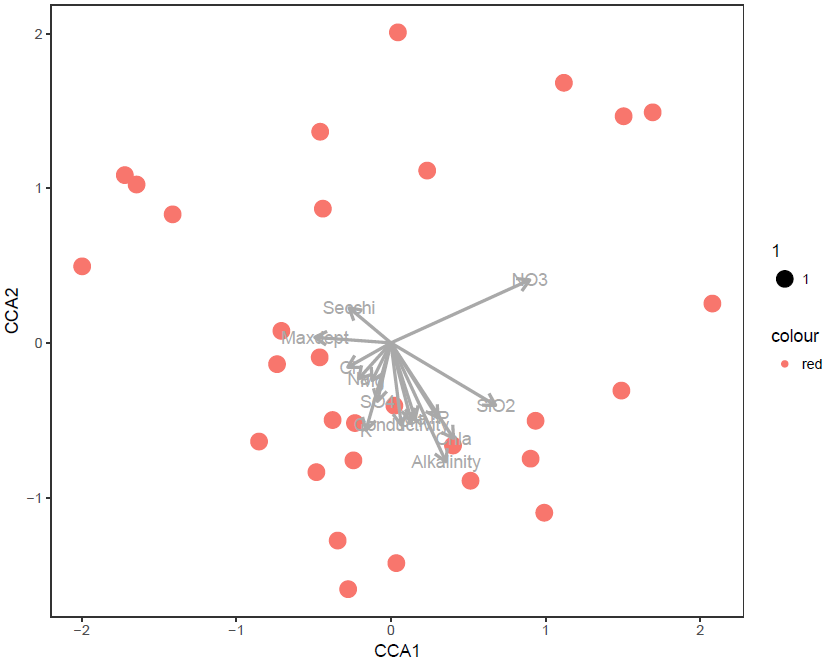 2
1
0
−1
CCA2
−2
−1
0
1
2
CCA1
NO3
Secchi
SIO2
K
Chla
Alkalinity
Conductivity
1
1
colour
red